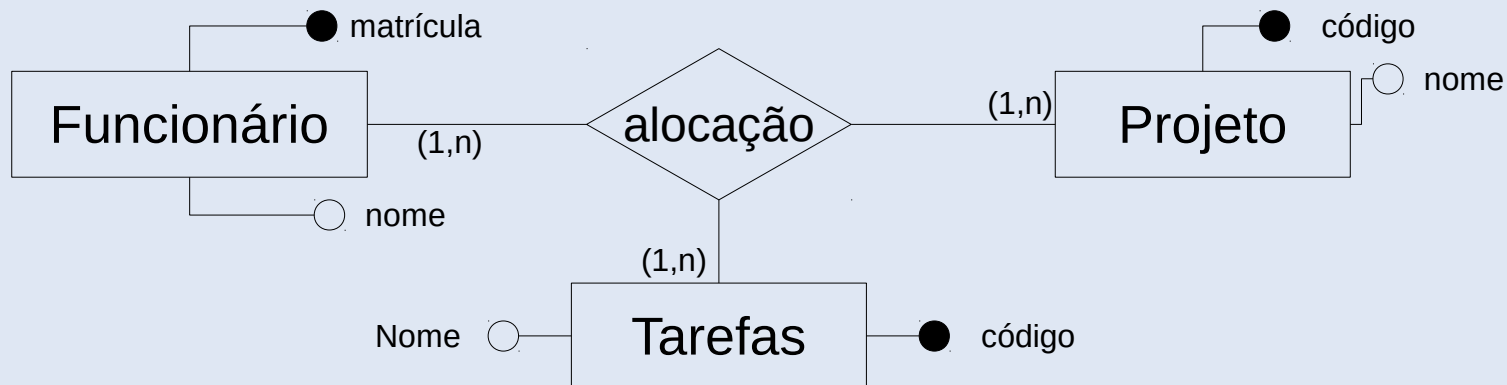 matrícula
código
nome
Funcionário
(1,n)
alocação
(1,n)
Projeto
nome
(1,n)
Nome
Tarefas
código